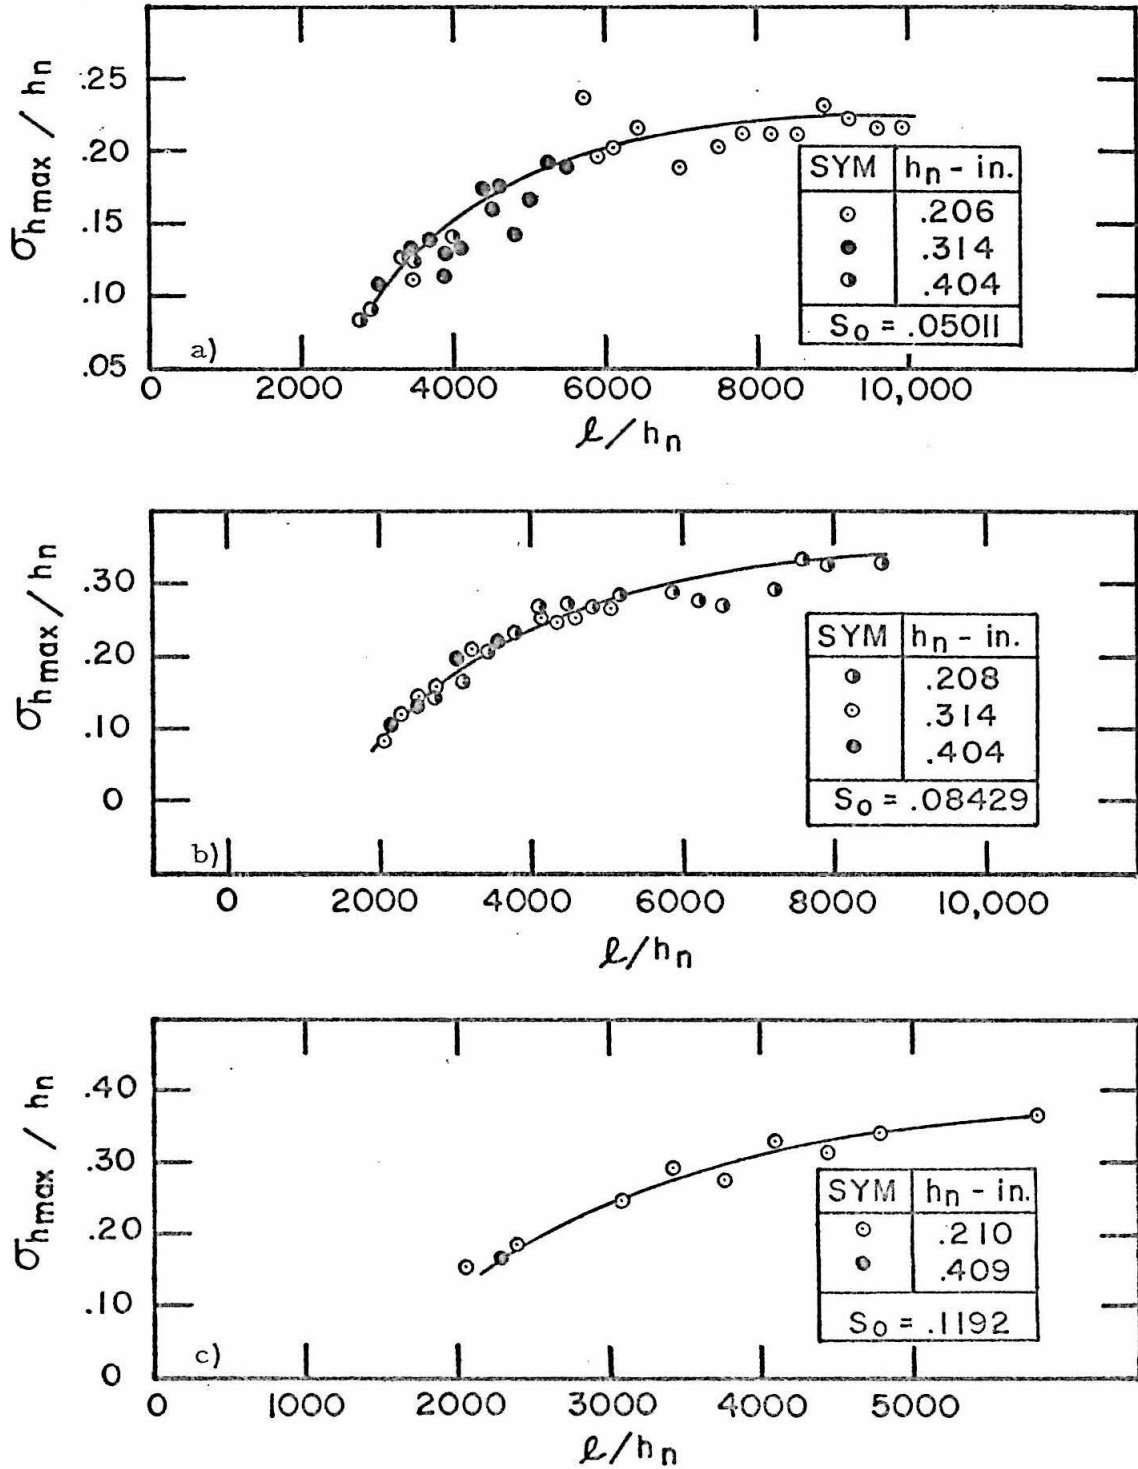 σhmax / hn
.25
.20
.15
.10
.05
a)
SYM hn - in.
.206
.314
.404
So = .05011
0 2000 4000 6000 8000 10,000
ℓ/hn
σhmax/hn
.30
.20
.10
0
b)
SYM hn - in.
.208
.314
.404
So = .08429
0 2000 4000 6000 8000 10,000
ℓ/hn
σhmax / hn
.40
.30
.20
.10
0
c)
SYM hn - in.
.210
.409
So = .1192
0 1000 2000 3000 4000 5000
ℓ/hn